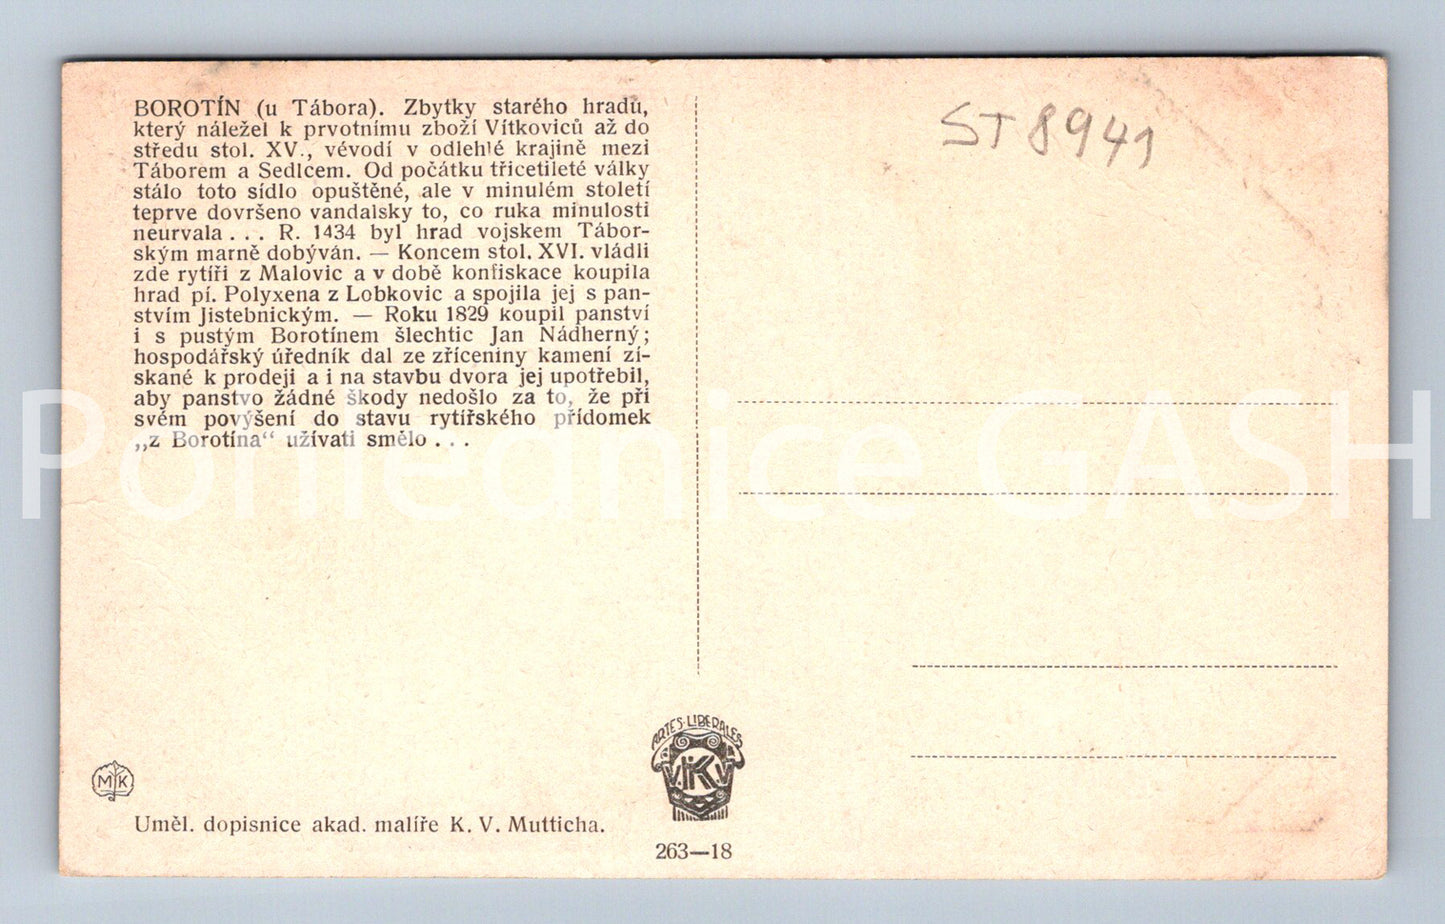 BOROTÍN (u Tábora). Zbytky starého hradu,
který náležel k prvotnímu zboží Vítkoviců až do
středu stol. XV., vévodí v odlehlé krajině mezi
Táborem a Sedlcem. Od počátku třicetileté války
stálo toto sídlo opuštěné, ale v minulém století
teprve dovršeno vandalsky to, co ruka minulosti
neurvala . . . R. 1434 byl hrad vojskem Tábor-
ským marně dobýván. — Koncem stol. XVI. vládli
zde rytíři z Malovic a v době konfiskace koupila
hrad pí. Polyxena z Lobkovic a spojila jej s pan-
stvím Jistebnickým. — Roku 1829 koupil panství
i s pustým Borotínem šlechtic Jan Nádherný;
hospodářský úředník dal ze zříceniny kamení zí-
skané k prodeji a i na stavbu dvora jej upotřebil,
aby panstvo žádné škody nedošlo za to, že při
svém povýšení do stavu rytířského přídomek
„z Borotína“ užívati smělo . . .
ST 8941
Pohlednice GASH
ARTES·LIBERALES
V.K.V.
MK
Uměl. dopisnice akad. malíře K. V. Mutticha.
263—18